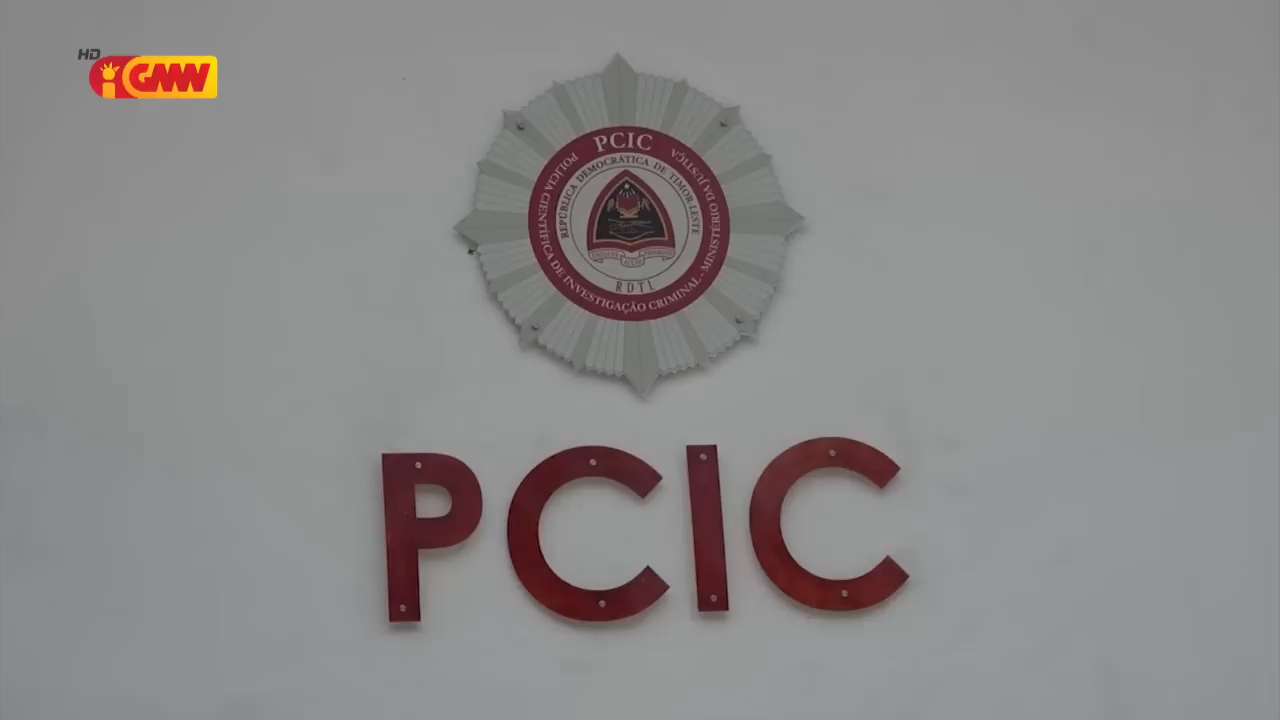 HD
GMN
PCIC
POLÍCIA CIENTÍFICA DE INVESTIGAÇÃO CRIMINAL - MINISTÉRIO DA JUSTIÇA
REPÚBLICA DEMOCRÁTICA DE TIMOR-LESTE
RDTL
PCIC